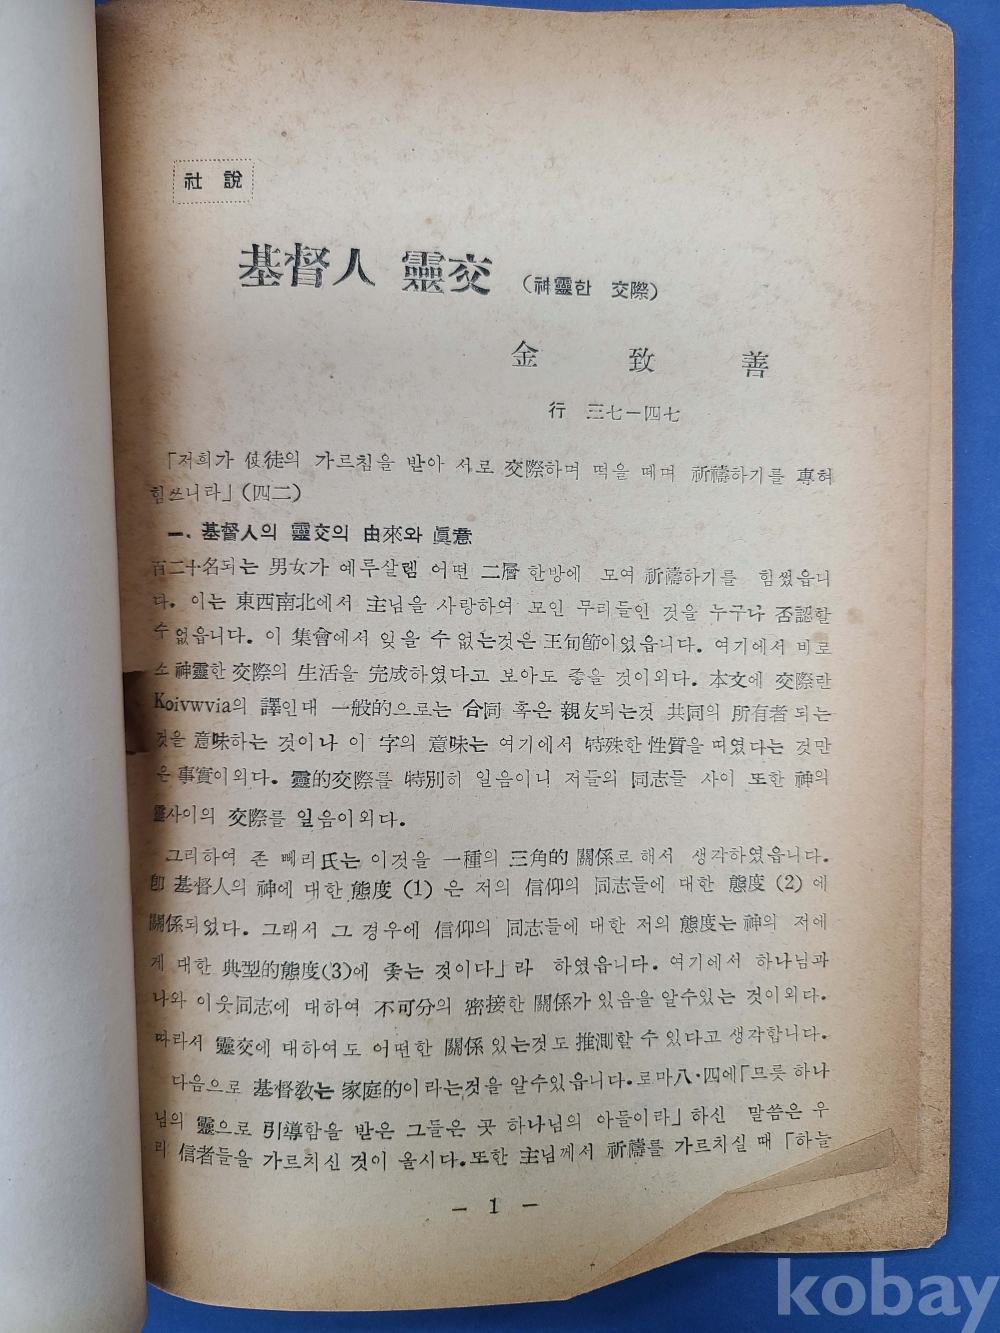 社說
基督人 靈交 (神靈한 交際)
金致善
行 三七—四七
「저희가 使徒의 가르침을 받아 서로 交際하며 떡을 떼며 祈禱하기를 專혀
힘쓰니라」(四二)
一. 基督人의 靈交의 由來와 眞意
百二十名되는 男女가 예루살렘 어떤 二層 한방에 모여 祈禱하기를 힘썼읍니
다. 이는 東西南北에서 主님을 사랑하여 모인 무리들인 것을 누구나 否認할
수 없읍니다. 이 集會에서 잊을 수 없는것은 王句節이었읍니다. 여기에서 비로
소 神靈한 交際의 生活을 完成하였다고 보아도 좋을 것이외다. 本文에 交際란
Koivwvia의 譯인대 一般的으로는 合同 혹은 親友되는것 共同의 所有者 되는
것을 意味하는 것이나 이 字의 意味는 여기에서 特殊한 性質을 띠였다는 것만
은 事實이외다. 靈的交際를 特別히 일음이니 저들의 同志들 사이 또한 神의
靈사이의 交際를 일음이외다.
그리하여 존 뻬리氏는 이것을 一種의 三角的 關係로 해서 생각하였읍니다.
卽 基督人의 神에 대한 態度 (1) 은 저의 信仰의 同志들에 대한 態度 (2) 에
關係되었다. 그래서 그 경우에 信仰의 同志들에 대한 저의 態度는 神의 저에
게 대한 典型的態度(3)에 좇는 것이다」라 하였읍니다. 여기에서 하나님과
나와 이웃同志에 대하여 不可分의 密接한 關係가 있음을 알수있는 것이외다.
따라서 靈交에 대하여도 어떤한 關係 있는것도 推測할 수 있다고 생각합니다.
다음으로 基督敎는 家庭的이라는것을 알수있읍니다. 로마八·四에「므릇 하나
님의 靈으로 引導함을 받은 그들은 곳 하나님의 아들이라」하신 말씀은 우
리 信者들을 가르치신 것이 올시다. 또한 主님께서 祈禱를 가르치실 때 「하늘
— 1 —
kobay